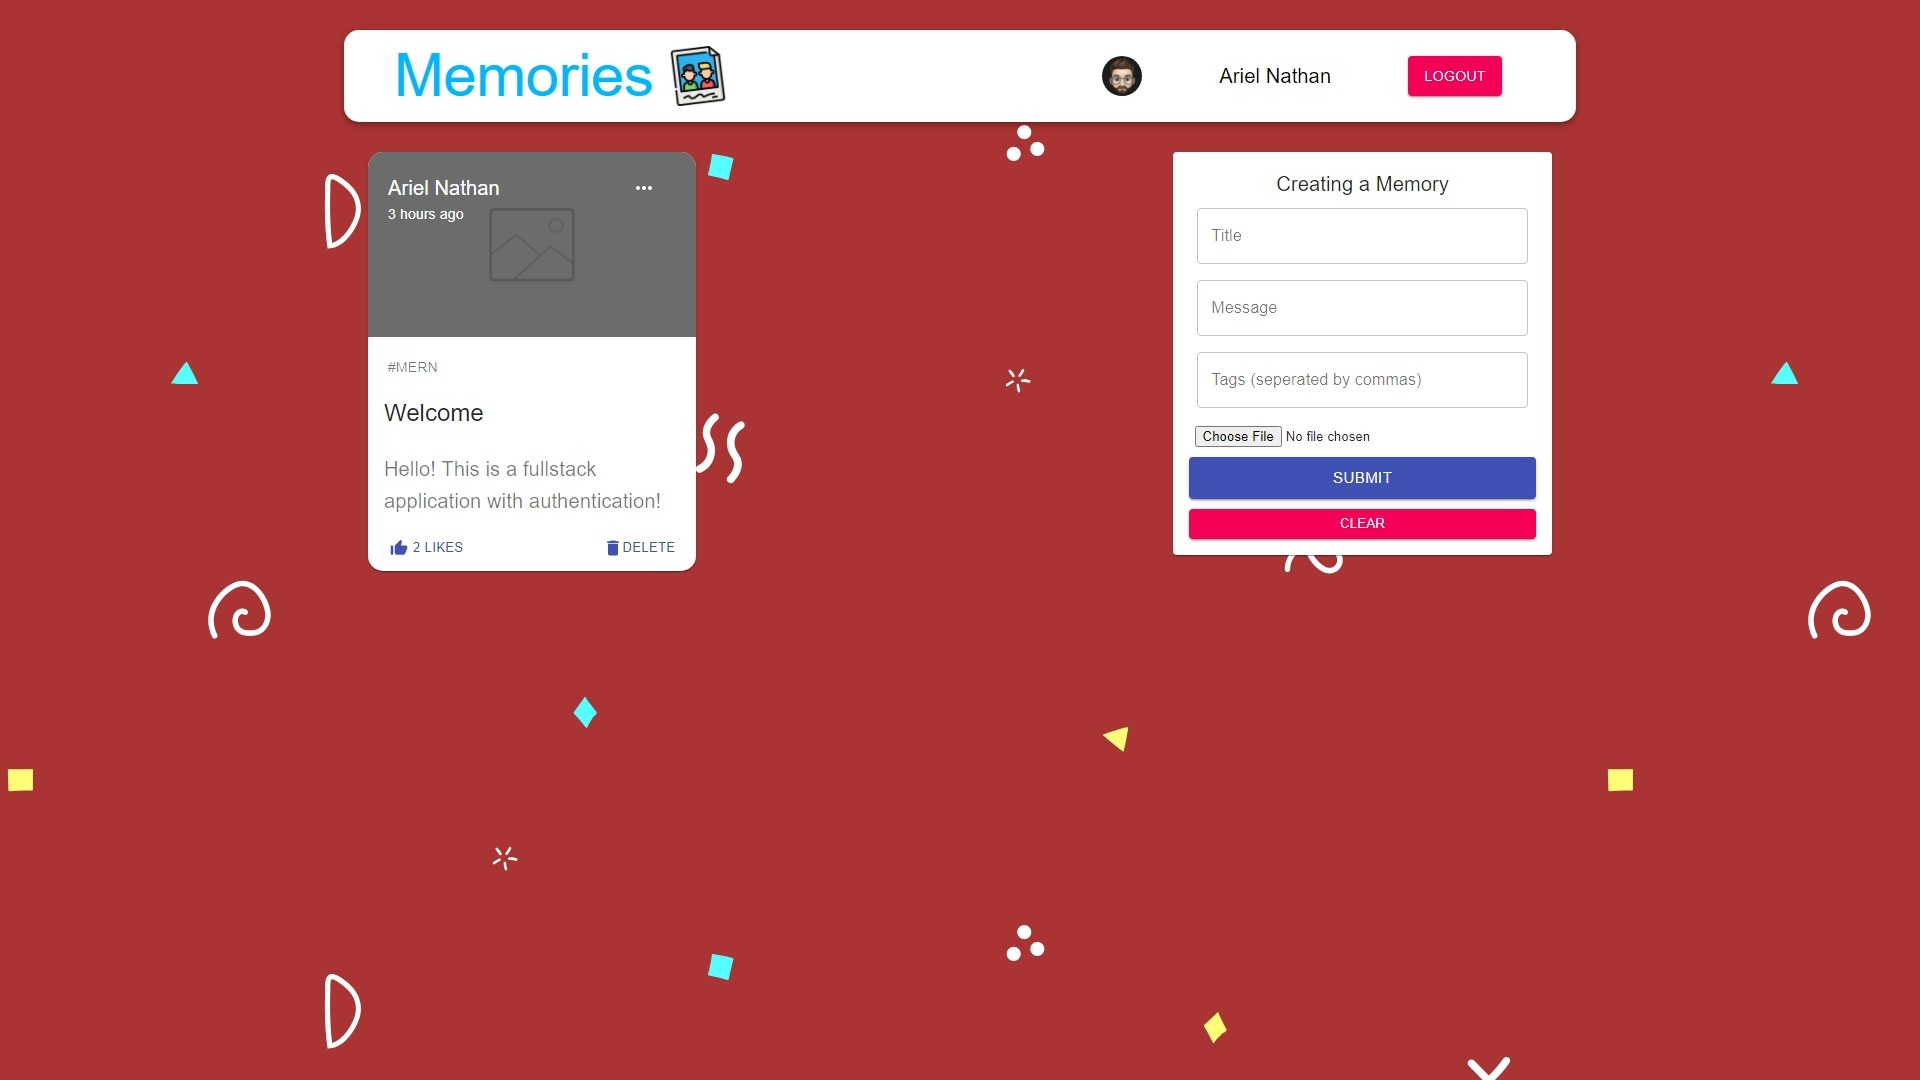 Memories
Ariel Nathan
LOGOUT
Ariel Nathan
3 hours ago
#MERN
Welcome
Hello! This is a fullstack
application with authentication!
2 LIKES
DELETE
Creating a Memory
Title
Message
Tags (seperated by commas)
Choose File No file chosen
SUBMIT
CLEAR